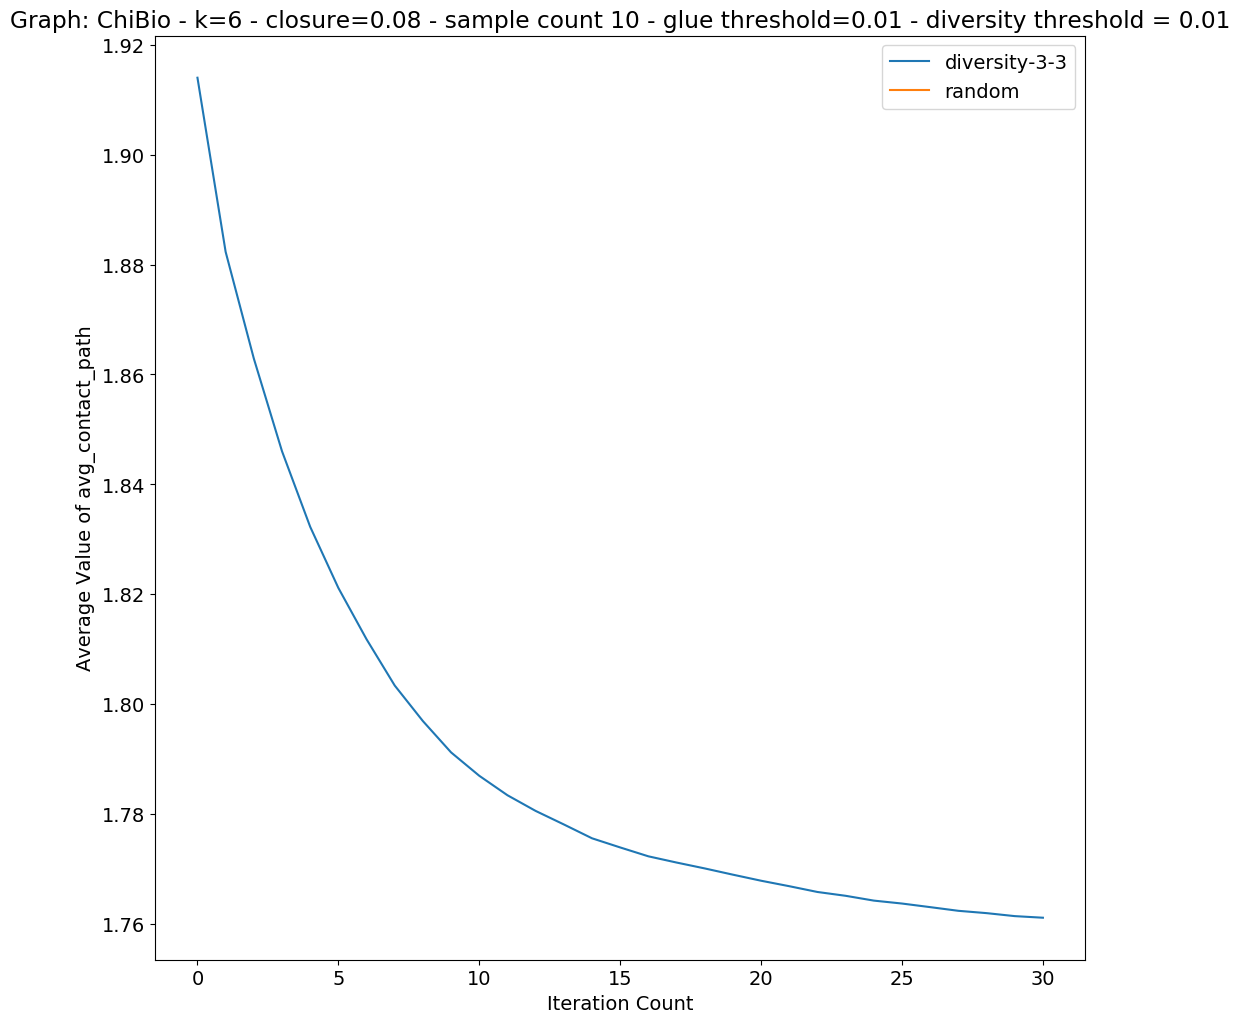 Graph: ChiBio - k=6 - closure=0.08 - sample count 10 - glue threshold=0.01 - diversity threshold = 0.01
diversity-3-3
random
1.92
1.90
1.88
1.86
1.84
1.82
1.80
1.78
1.76
Average Value of avg_contact_path
0 5 10 15 20 25 30
Iteration Count